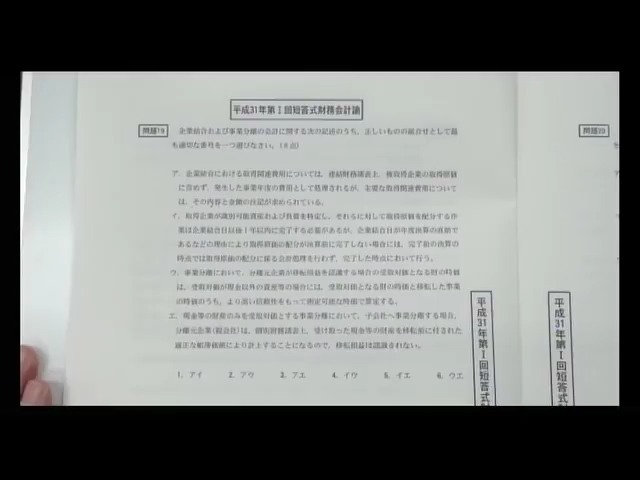 平成31年第Ⅰ回短答式財務会計論
問題19 企業結合および事業分離の会計に関する次の記述のうち，正しいものの組合せとして最
も適切な番号を一つ選びなさい。（8点）
ア．企業結合における取得関連費用については，連結財務諸表上，被取得企業の取得原価
に含めず，発生した事業年度の費用として処理されるが，主要な取得関連費用につい
ては，その内容と金額の注記が求められている。
イ．取得企業が識別可能資産および負債を特定し，それらに対して取得原価を配分する作
業は企業結合日以後1年以内に完了する必要があるが，企業結合日が年度決算の直前で
あるなどの理由により取得原価の配分が決算前に完了しない場合には，完了前の決算の
時点では取得原価の配分に係る会計処理を行わず，完了した時点において行う。
ウ．事業分離において，分離元企業が移転損益を認識する場合の受取対価となる財の時価
は，受取対価が現金以外の資産等の場合には，受取対価となる財の時価と移転した事業
の時価のうち，より高い信頼性をもって測定可能な時価で算定する。
エ．現金等の財産のみを受取対価とする事業分離において，子会社へ事業分離する場合，
分離元企業（親会社）は，個別財務諸表上，受け取った現金等の財産を移転前に付された
適正な帳簿価額により計上することになるので，移転損益は認識されない。
1．アイ 2．アウ 3．アエ 4．イウ 5．イエ 6．ウエ
平成31年第Ⅰ回短答式
問題20
平成31年第Ⅰ回短答式